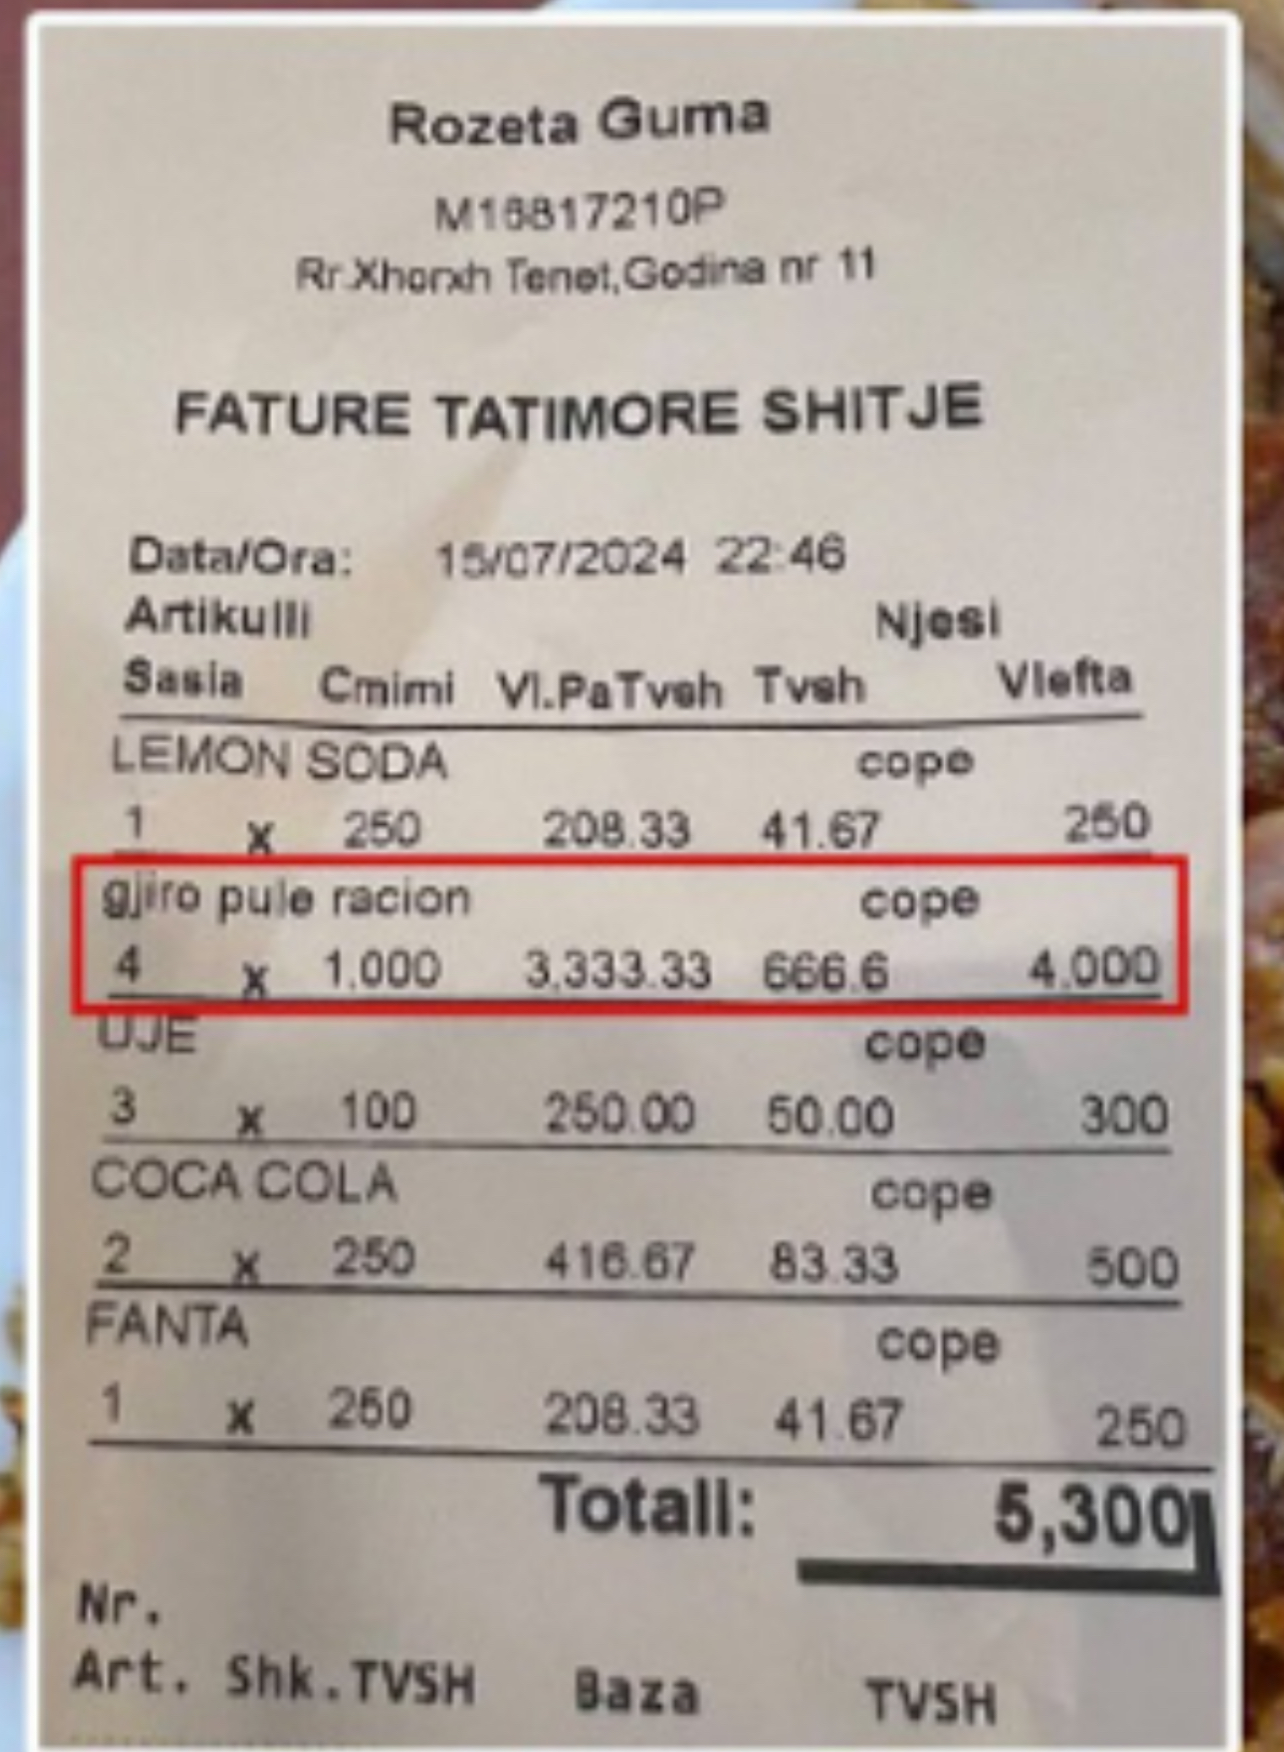 Rozeta Guma
M16817210P
Rr.Xhorxh Tenet,Godina nr 11
FATURE TATIMORE SHITJE
Data/Ora: 15/07/2024 22:46
Artikulli Njesi
Sasia Cmimi Vl.PaTvsh Tvsh Vlefta
LEMON SODA cope
1 x 250 208.33 41.67 250
gjiro pule racion cope
4 x 1.000 3,333.33 666.6 4.000
UJE cope
3 x 100 250.00 50.00 300
COCA COLA cope
2 x 250 416.67 83.33 500
FANTA cope
1 x 250 208.33 41.67 250
Totali: 5,300
Nr.
Art. Shk.TVSH Baza TVSH